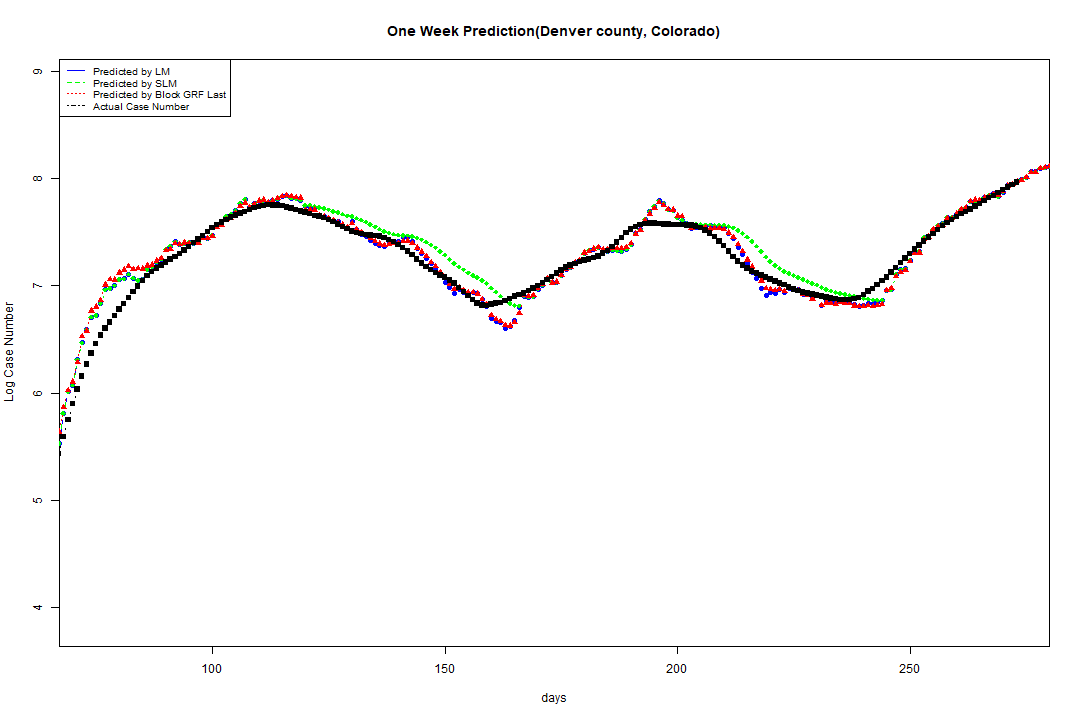 One Week Prediction(Denver county, Colorado)
Predicted by LM
Predicted by SLM
Predicted by Block GRF Last
Actual Case Number
9
8
7
6
5
4
Log Case Number
100 150 200 250
days